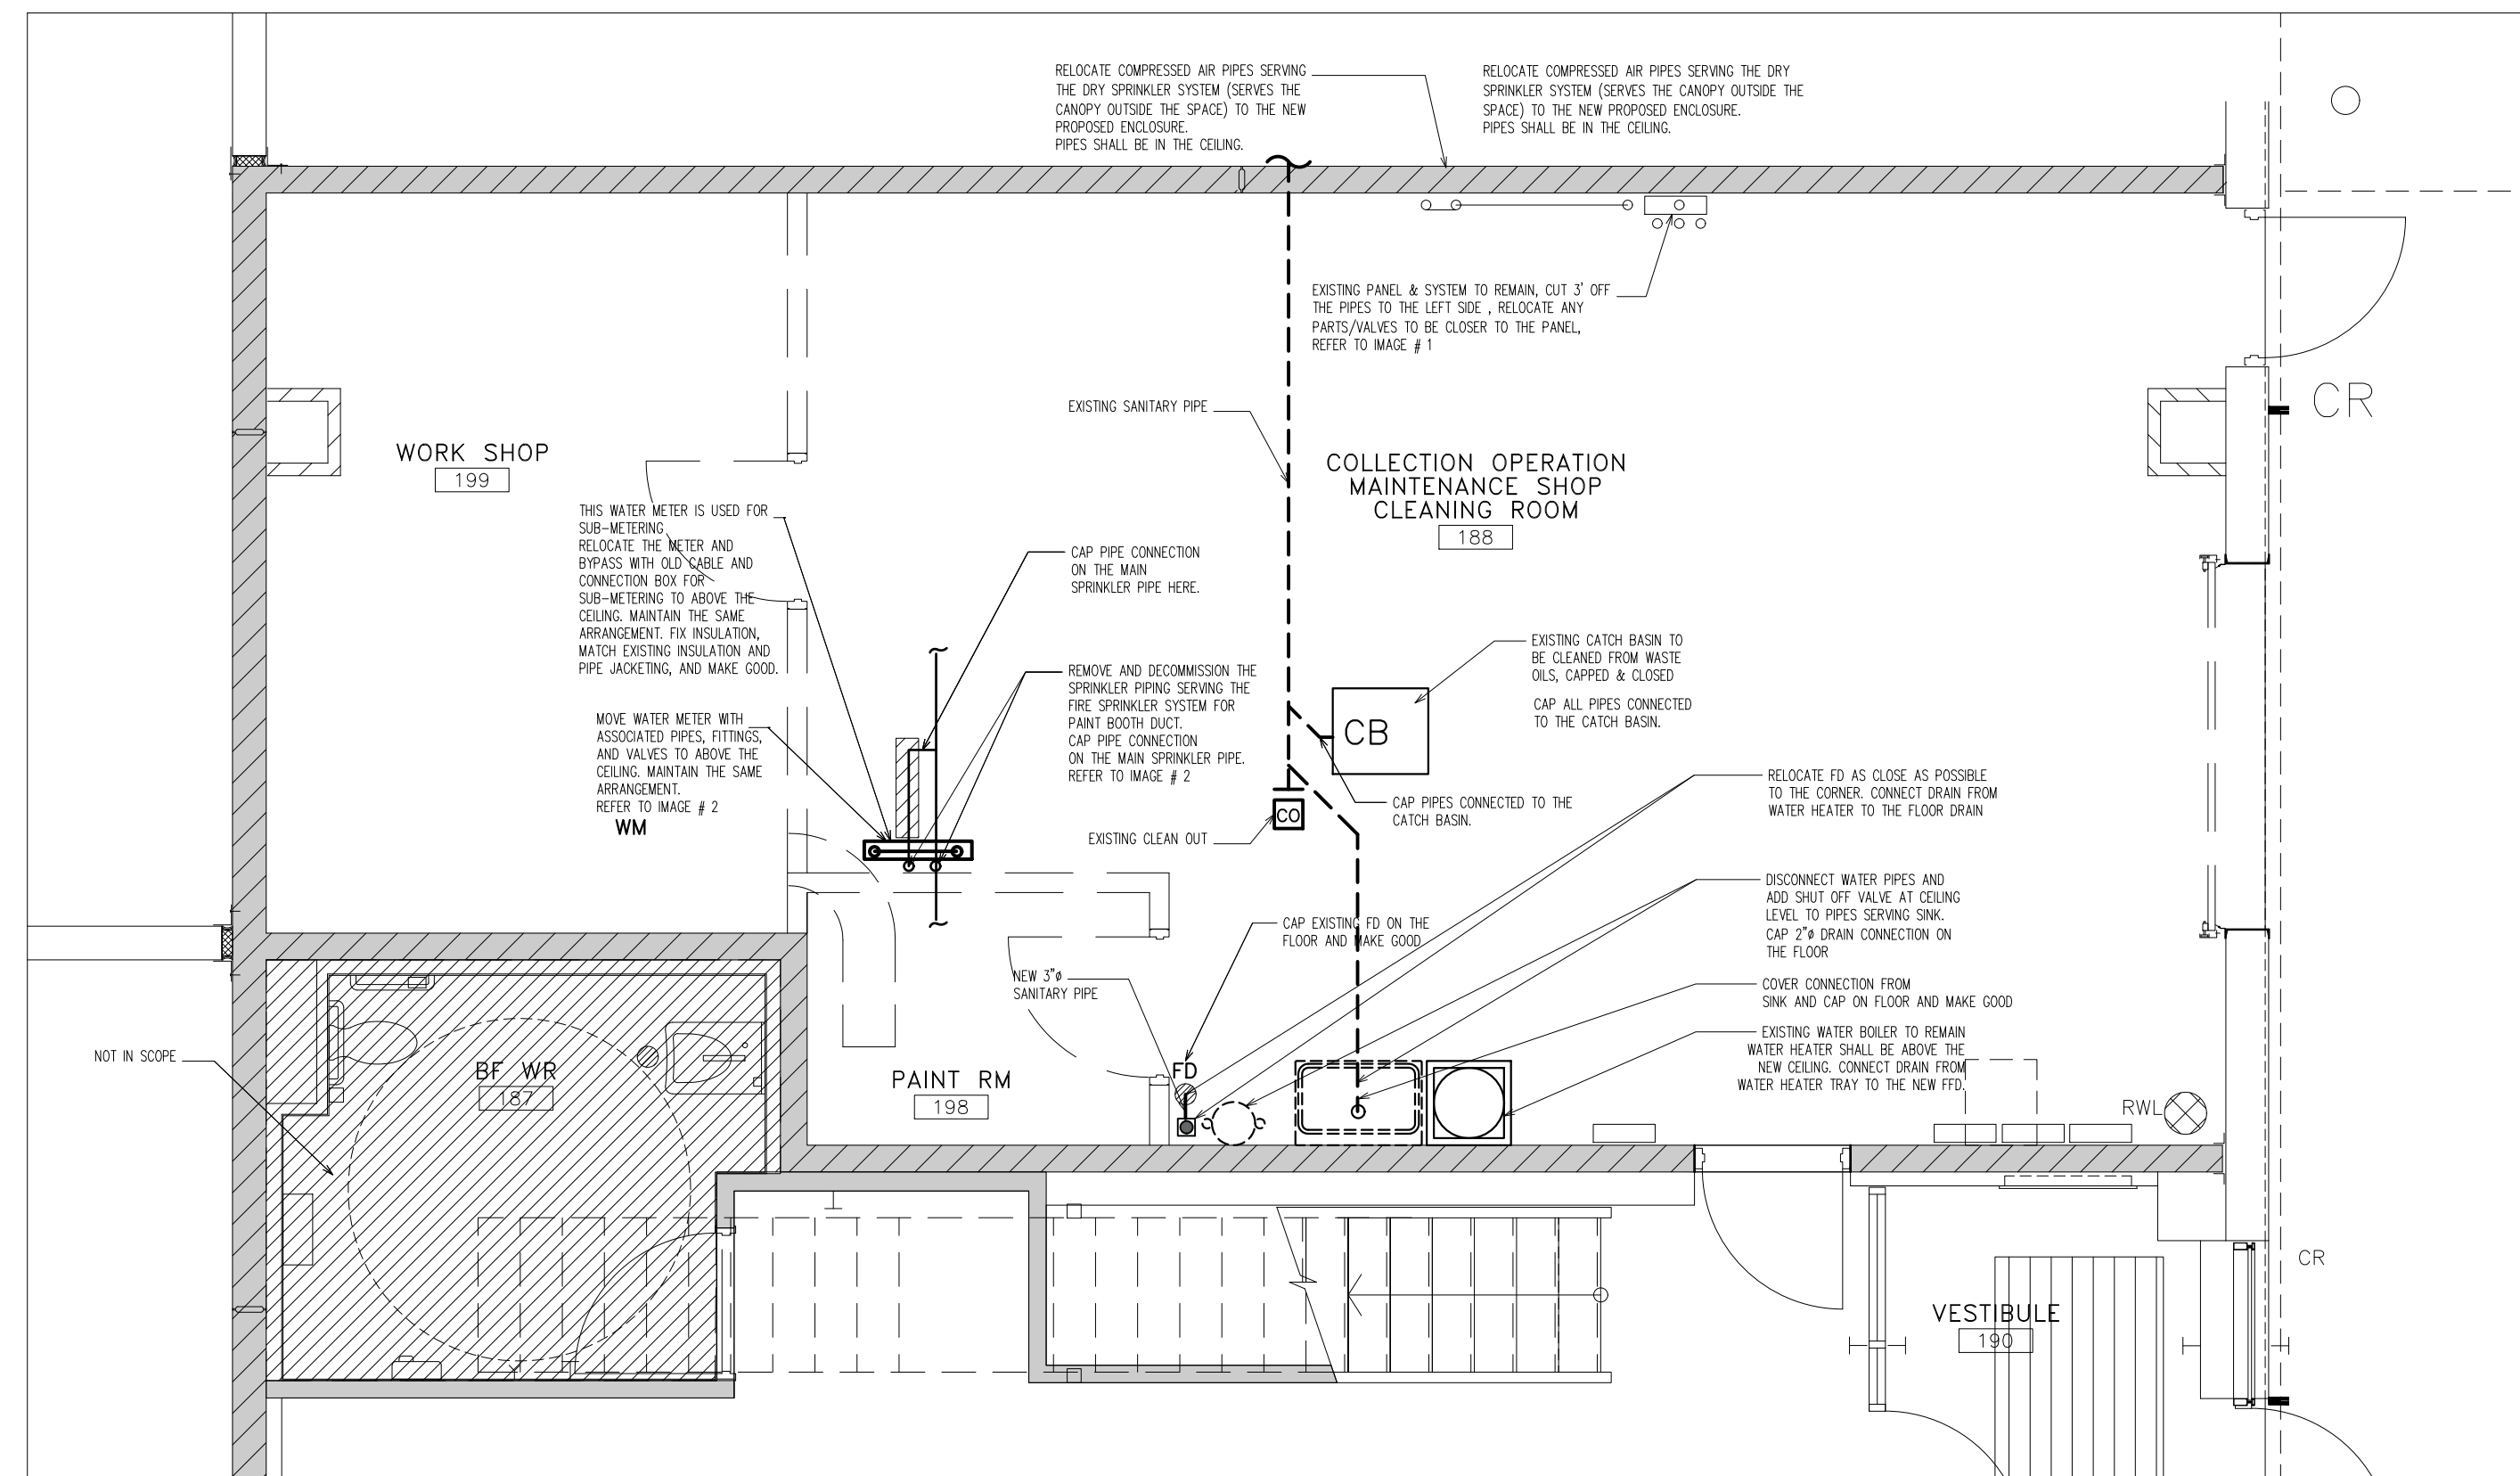 RELOCATE COMPRESSED AIR PIPES SERVING
THE DRY SPRINKLER SYSTEM (SERVES THE
CANOPY OUTSIDE THE SPACE) TO THE NEW
PROPOSED ENCLOSURE.
PIPES SHALL BE IN THE CEILING.
RELOCATE COMPRESSED AIR PIPES SERVING THE DRY
SPRINKLER SYSTEM (SERVES THE CANOPY OUTSIDE THE
SPACE) TO THE NEW PROPOSED ENCLOSURE.
PIPES SHALL BE IN THE CEILING.
EXISTING PANEL & SYSTEM TO REMAIN, CUT 3' OFF
THE PIPES TO THE LEFT SIDE , RELOCATE ANY
PARTS/VALVES TO BE CLOSER TO THE PANEL,
REFER TO IMAGE # 1
EXISTING SANITARY PIPE
CR
WORK SHOP
199
COLLECTION OPERATION
MAINTENANCE SHOP
CLEANING ROOM
188
THIS WATER METER IS USED FOR
SUB-METERING
RELOCATE THE METER AND
BYPASS WITH OLD CABLE AND
CONNECTION BOX FOR
SUB-METERING TO ABOVE THE
CEILING. MAINTAIN THE SAME
ARRANGEMENT. FIX INSULATION,
MATCH EXISTING INSULATION AND
PIPE JACKETING, AND MAKE GOOD.
CAP PIPE CONNECTION
ON THE MAIN
SPRINKLER PIPE HERE.
REMOVE AND DECOMMISSION THE
SPRINKLER PIPING SERVING THE
FIRE SPRINKLER SYSTEM FOR
PAINT BOOTH DUCT.
CAP PIPE CONNECTION
ON THE MAIN SPRINKLER PIPE.
REFER TO IMAGE # 2
EXISTING CATCH BASIN TO
BE CLEANED FROM WASTE
OILS, CAPPED & CLOSED
CAP ALL PIPES CONNECTED
TO THE CATCH BASIN.
CB
MOVE WATER METER WITH
ASSOCIATED PIPES, FITTINGS,
AND VALVES TO ABOVE THE
CEILING. MAINTAIN THE SAME
ARRANGEMENT.
REFER TO IMAGE # 2
WM
CO
EXISTING CLEAN OUT
CAP PIPES CONNECTED TO THE
CATCH BASIN.
RELOCATE FD AS CLOSE AS POSSIBLE
TO THE CORNER. CONNECT DRAIN FROM
WATER HEATER TO THE FLOOR DRAIN
DISCONNECT WATER PIPES AND
ADD SHUT OFF VALVE AT CEILING
LEVEL TO PIPES SERVING SINK.
CAP 2"ø DRAIN CONNECTION ON
THE FLOOR
CAP EXISTING FD ON THE
FLOOR AND MAKE GOOD
NEW 3"ø
SANITARY PIPE
COVER CONNECTION FROM
SINK AND CAP ON FLOOR AND MAKE GOOD
EXISTING WATER BOILER TO REMAIN
WATER HEATER SHALL BE ABOVE THE
NEW CEILING. CONNECT DRAIN FROM
WATER HEATER TRAY TO THE NEW FFD.
NOT IN SCOPE
BF WR
187
PAINT RM
198
FD
RWL
CR
VESTIBULE
190